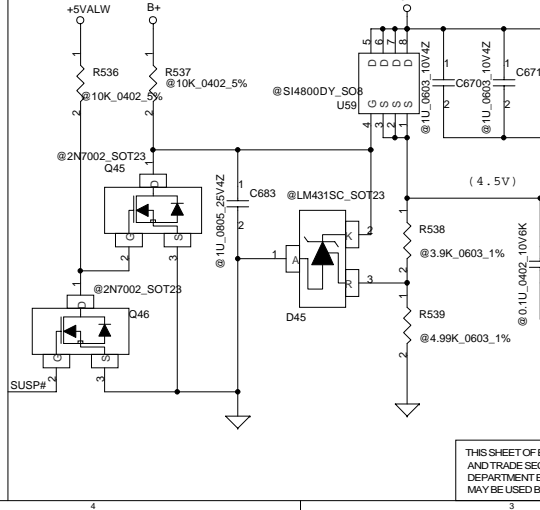 +5VALW
B+
1
1
R536
@10K_0402_5%
2
R537
@10K_0402_5%
2
@SI4800DY_SO8
U59
5
6
7
8
D
D
D
D
G
S
S
S
4
3
2
1
@1U_0603_10V4Z
1
C670
2
@1U_0603_10V4Z
1
C671
2
@2N7002_SOT23
Q45
1
D
G
S
2
3
@1U_0805_25V4Z
1
C683
2
@LM431SC_SOT23
K
2
A
1
R
3
D45
(4.5V)
1
R538
@3.9K_0603_1%
2
1
R539
@4.99K_0603_1%
2
@0.1U_0402_10V6K
@2N7002_SOT23
Q46
1
D
G
S
2
3
SUSP#
THIS SHEET OF E
AND TRADE SEC
DEPARTMENT E
MAY BE USED B
4
3